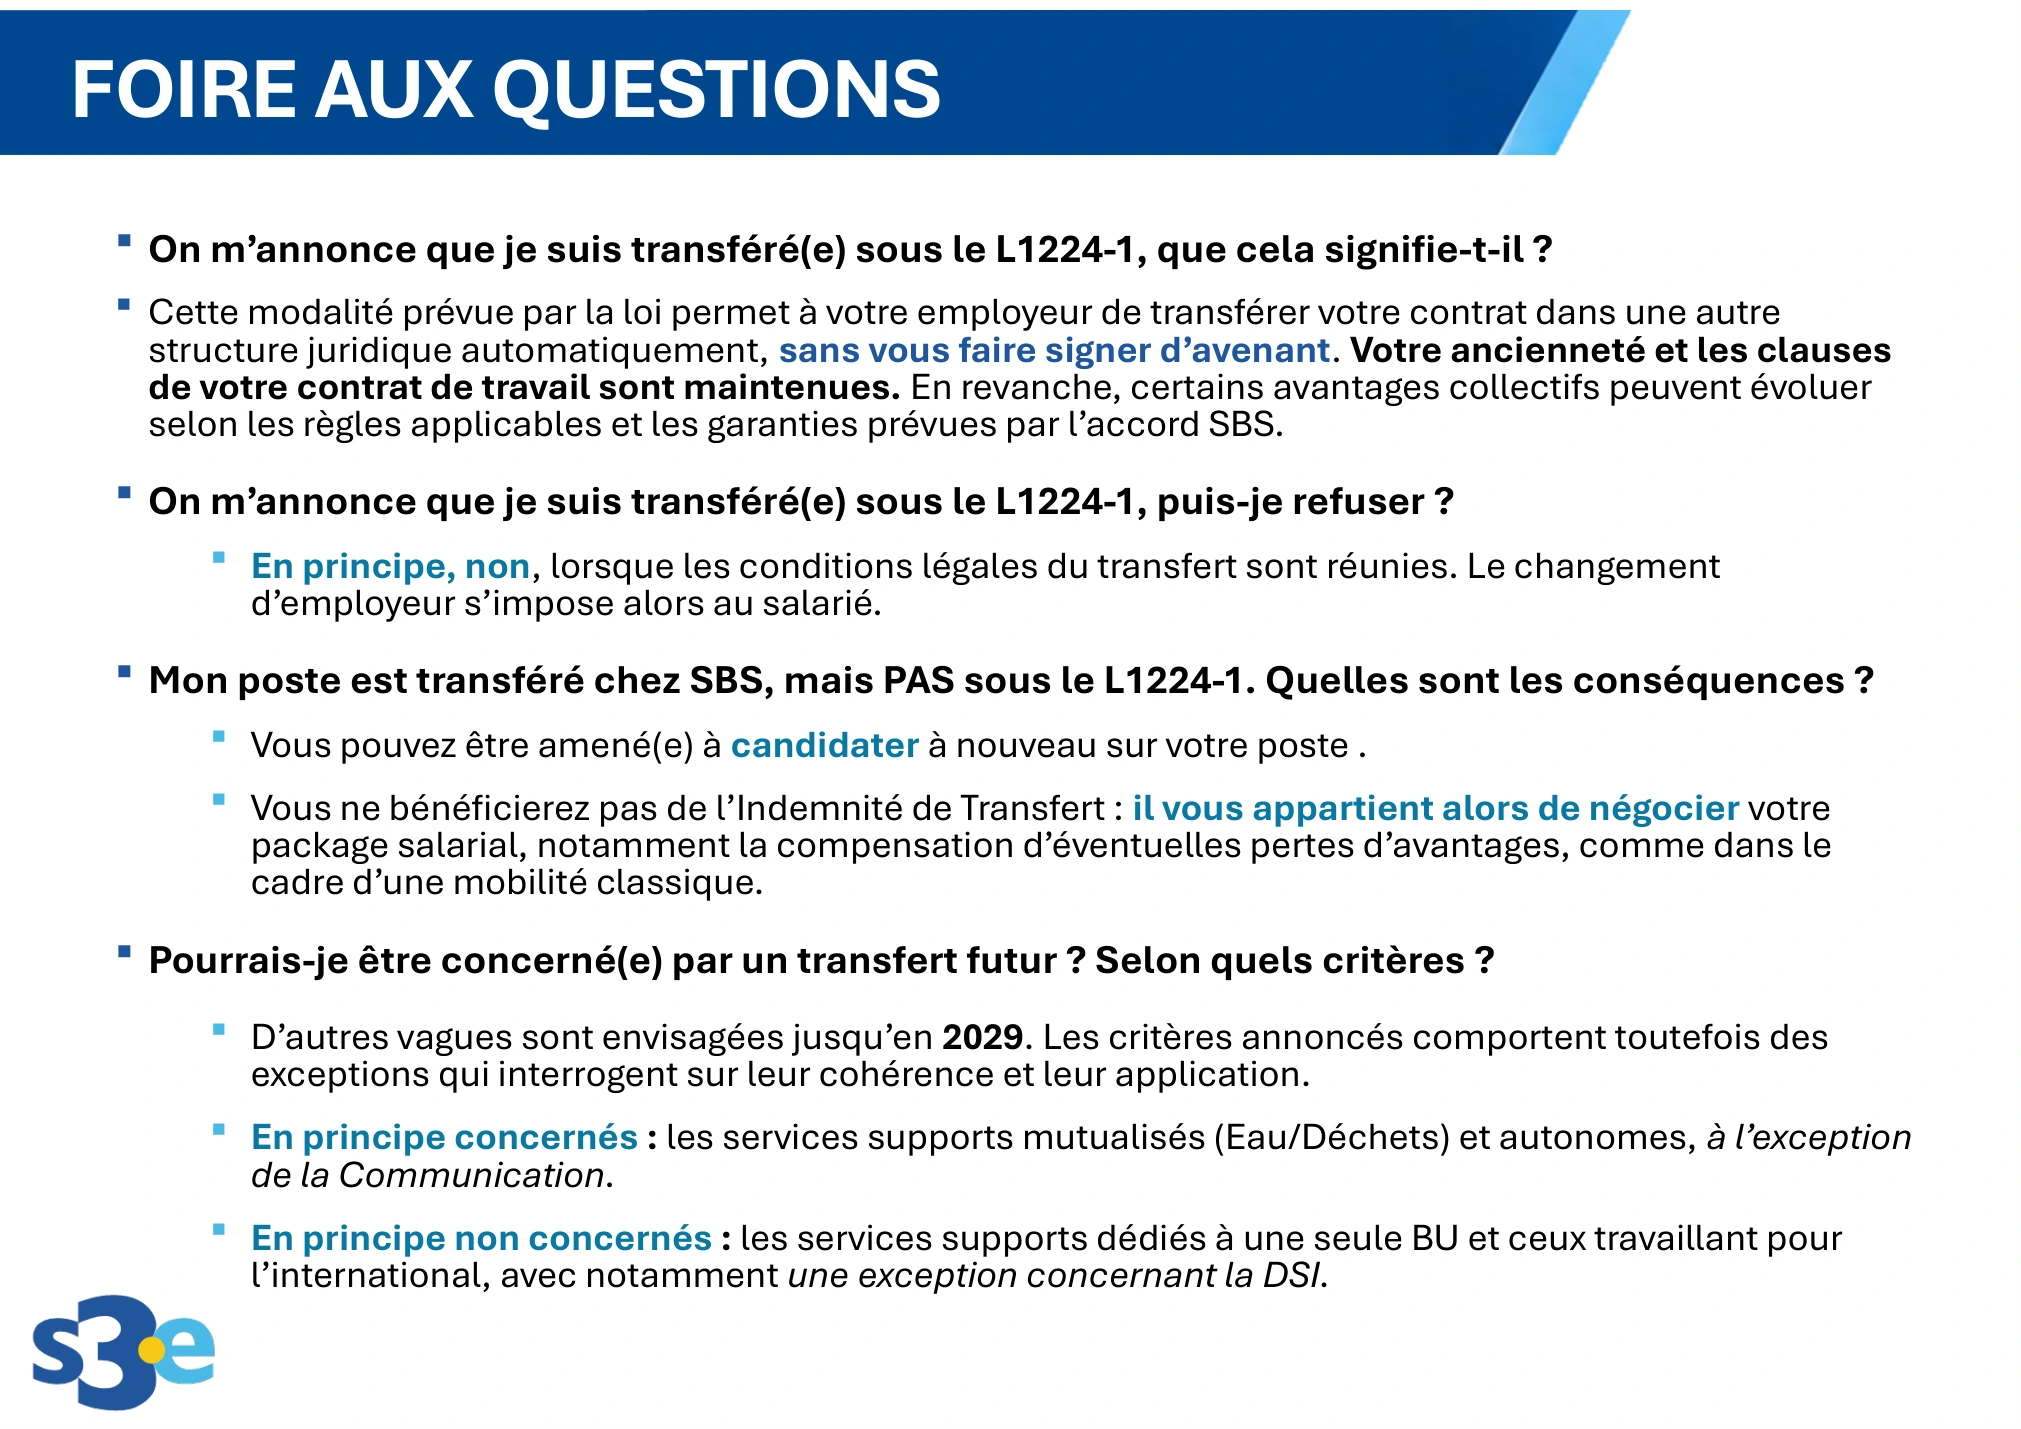 FOIRE AUX QUESTIONS
On m’annonce que je suis transféré(e) sous le L1224-1, que cela signifie-t-il ?
Cette modalité prévue par la loi permet à votre employeur de transférer votre contrat dans une autre
structure juridique automatiquement, sans vous faire signer d’avenant. Votre ancienneté et les clauses
de votre contrat de travail sont maintenues. En revanche, certains avantages collectifs peuvent évoluer
selon les règles applicables et les garanties prévues par l’accord SBS.
On m’annonce que je suis transféré(e) sous le L1224-1, puis-je refuser ?
En principe, non, lorsque les conditions légales du transfert sont réunies. Le changement
d’employeur s’impose alors au salarié.
Mon poste est transféré chez SBS, mais PAS sous le L1224-1. Quelles sont les conséquences ?
Vous pouvez être amené(e) à candidater à nouveau sur votre poste .
Vous ne bénéficierez pas de l’Indemnité de Transfert : il vous appartient alors de négocier votre
package salarial, notamment la compensation d’éventuelles pertes d’avantages, comme dans le
cadre d’une mobilité classique.
Pourrais-je être concerné(e) par un transfert futur ? Selon quels critères ?
D’autres vagues sont envisagées jusqu’en 2029. Les critères annoncés comportent toutefois des
exceptions qui interrogent sur leur cohérence et leur application.
En principe concernés : les services supports mutualisés (Eau/Déchets) et autonomes, à l’exception
de la Communication.
En principe non concernés : les services supports dédiés à une seule BU et ceux travaillant pour
l’international, avec notamment une exception concernant la DSI.
s3e